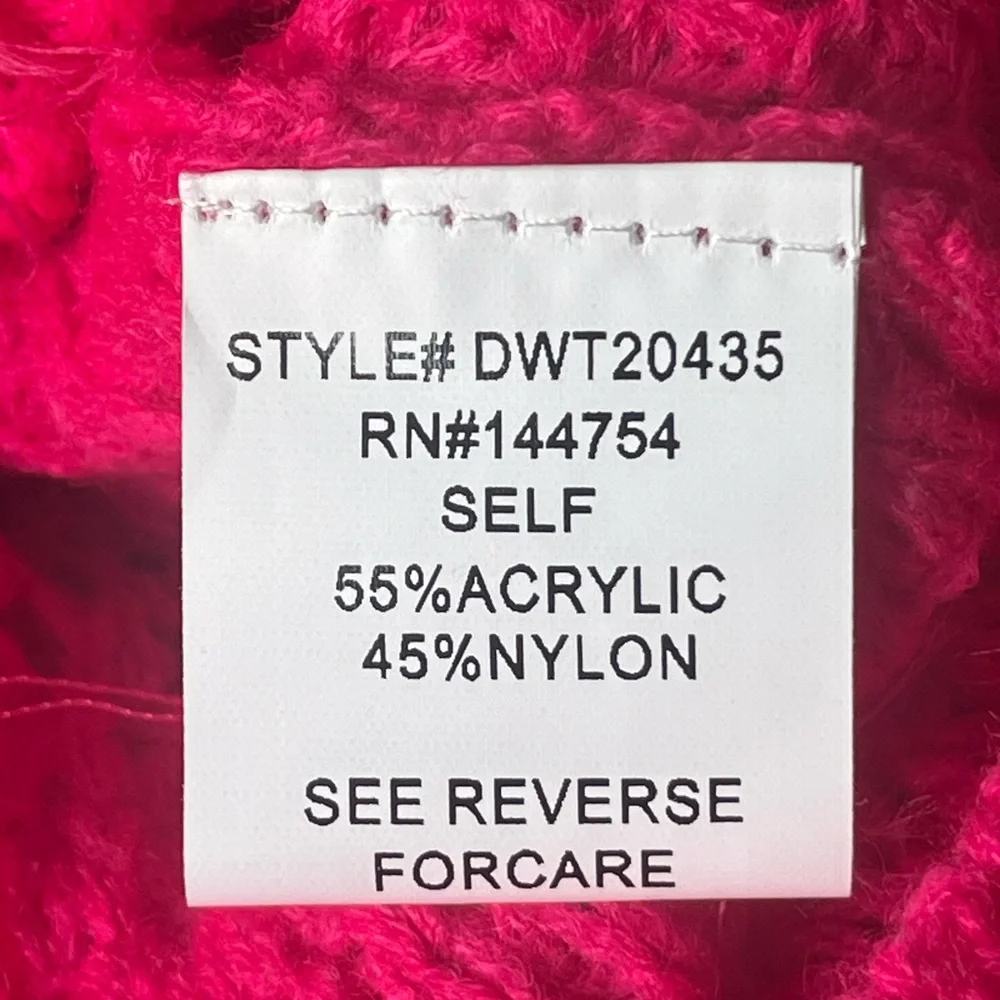 STYLE# DWT20435
RN#144754
SELF
55%ACRYLIC
45%NYLON
SEE REVERSE
FORCARE